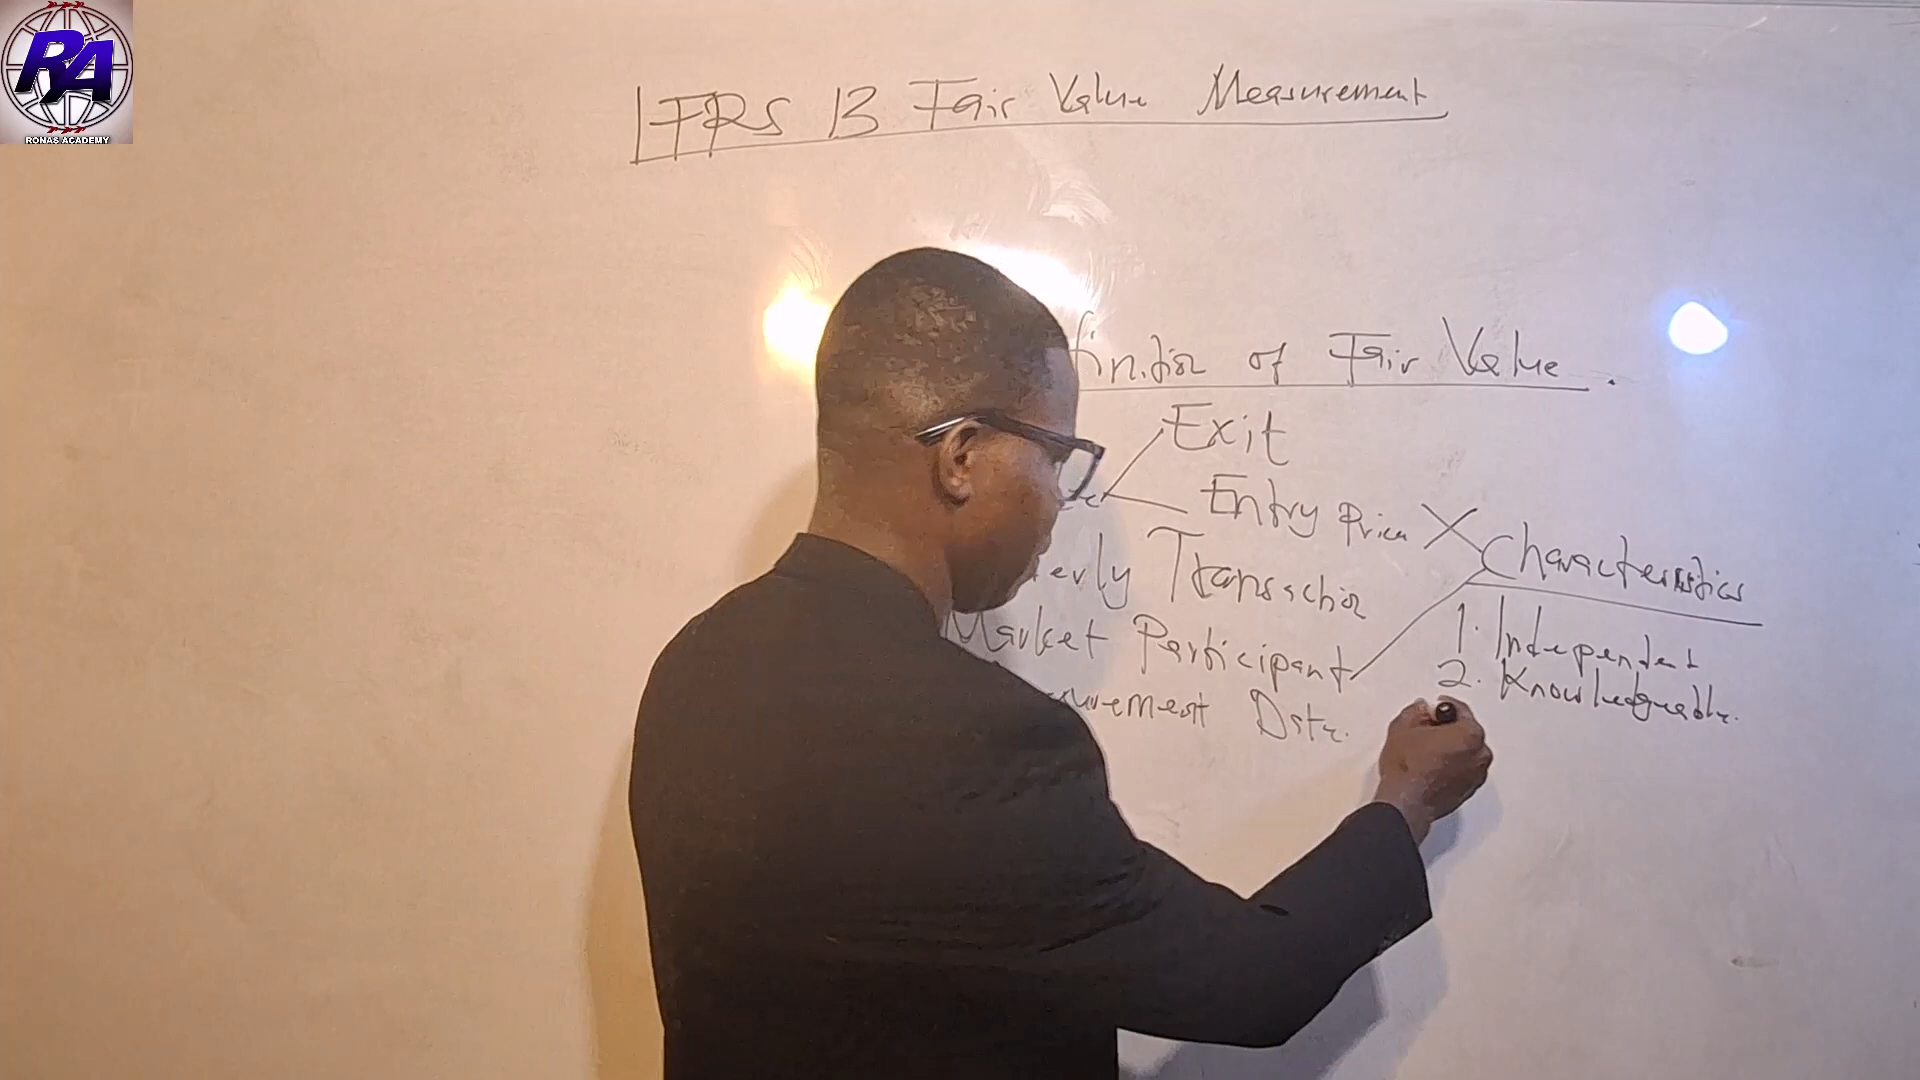 RA
RONAS ACADEMY
IFRS 13 Fair Value Measurement
finition of Fair Value.
Exit
Entry Price X
Characteristics
erly Transaction
1. Independent
Market Participant
2. Knowledgeable.
urement Date.